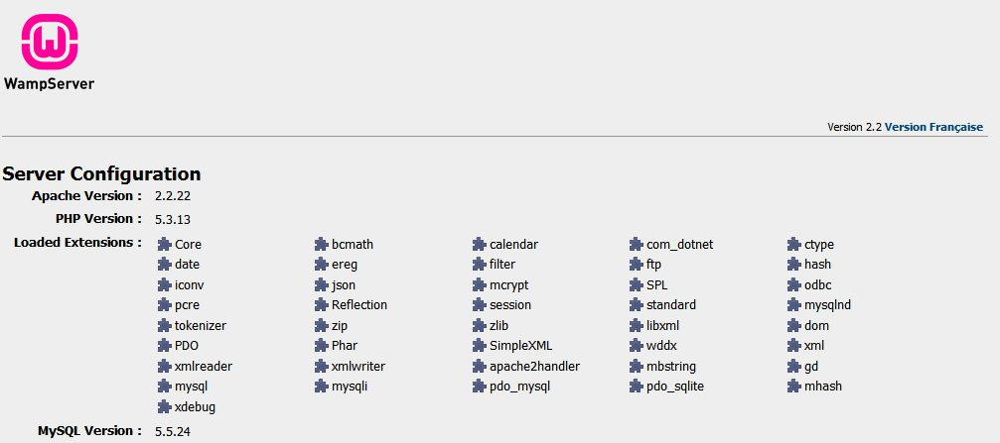 W
WampServer
Version 2.2 Version Française
Server Configuration
Apache Version : 2.2.22
PHP Version : 5.3.13
Loaded Extensions : Core bcmath calendar com_dotnet ctype
date ereg filter ftp hash
iconv json mcrypt SPL odbc
pcre Reflection session standard mysqlnd
tokenizer zip zlib libxml dom
PDO Phar SimpleXML wddx xml
xmlreader xmlwriter apache2handler mbstring gd
mysql mysqli pdo_mysql pdo_sqlite mhash
xdebug
MySQL Version : 5.5.24